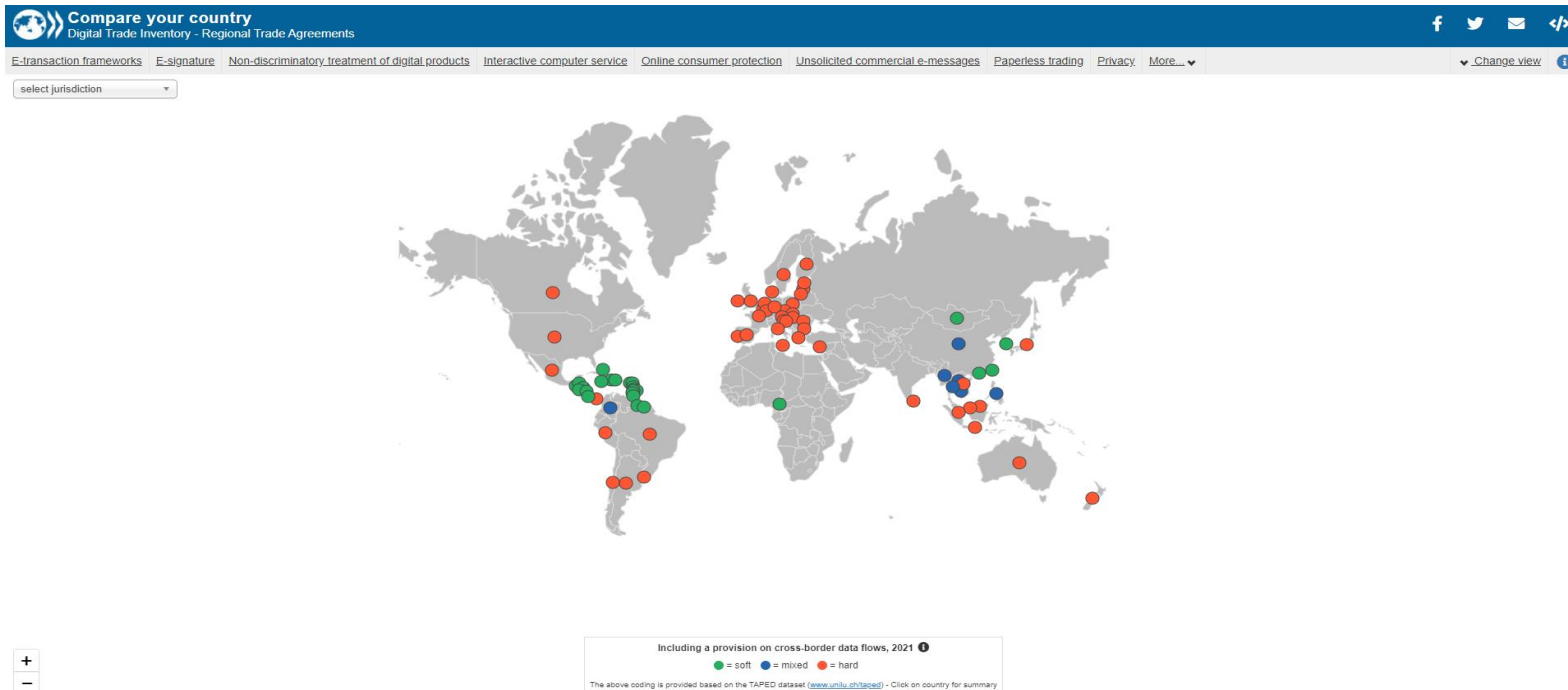 Compare your country
Digital Trade Inventory - Regional Trade Agreements
E-transaction frameworks E-signature Non-discriminatory treatment of digital products Interactive computer service Online consumer protection Unsolicited commercial e-messages Paperless trading Privacy More... Change view
select jurisdiction
Including a provision on cross-border data flows, 2021
= soft = mixed = hard
The above coding is provided based on the TAPED dataset (www.unilu.ch/taped) - Click on country for summary
+
−